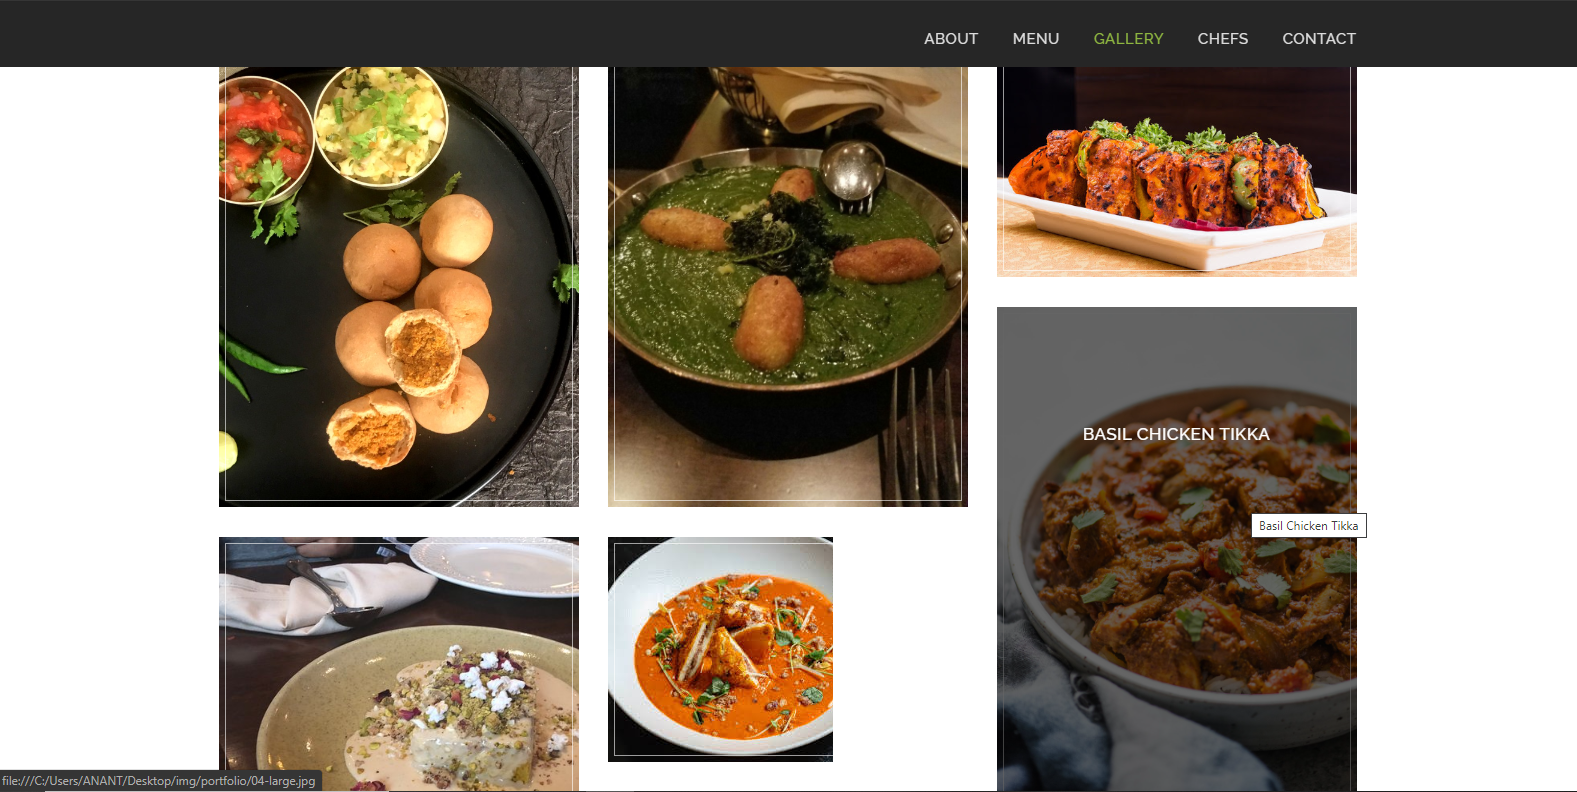 ABOUT MENU GALLERY CHEFS CONTACT
BASIL CHICKEN TIKKA
Basil Chicken Tikka
file:///C:/Users/ANANT/Desktop/img/portfolio/04-large.jpg